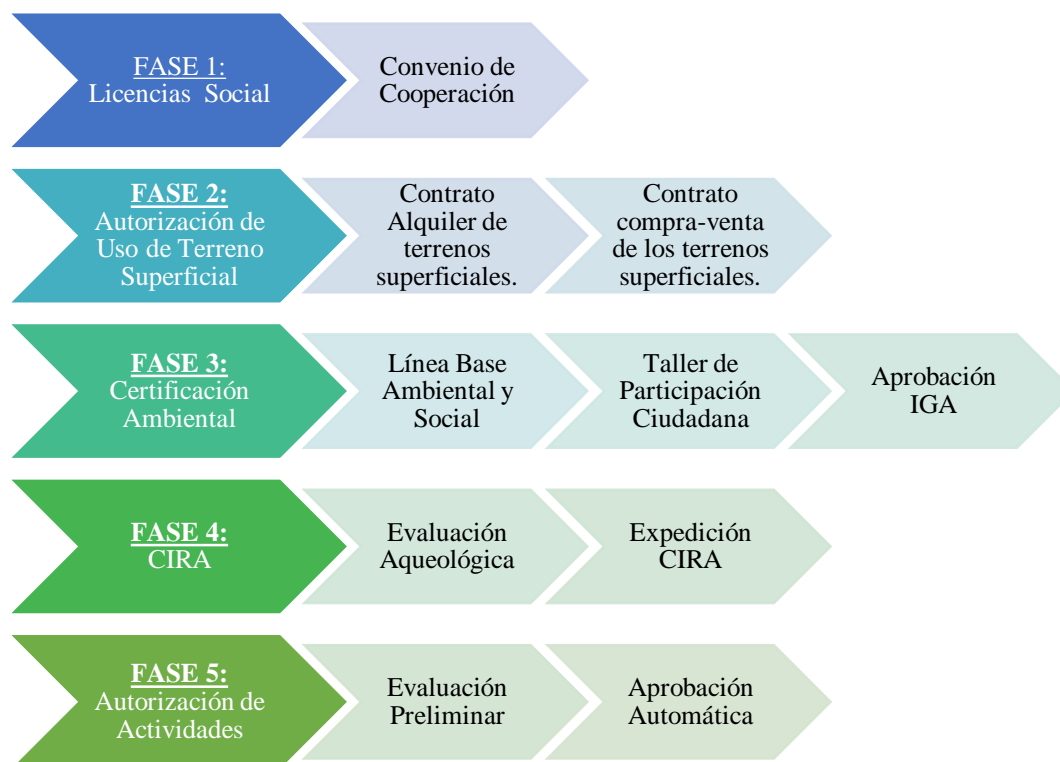 FASE 1:
Licencias Social
Convenio de
Cooperación
FASE 2:
Autorización de
Uso de Terreno
Superficial
Contrato
Alquiler de
terrenos
superficiales.
Contrato
compra-venta
de los terrenos
superficiales.
FASE 3:
Certificación
Ambiental
Línea Base
Ambiental y
Social
Taller de
Participación
Ciudadana
Aprobación
IGA
FASE 4:
CIRA
Evaluación
Aqueológica
Expedición
CIRA
FASE 5:
Autorización de
Actividades
Evaluación
Preliminar
Aprobación
Automática